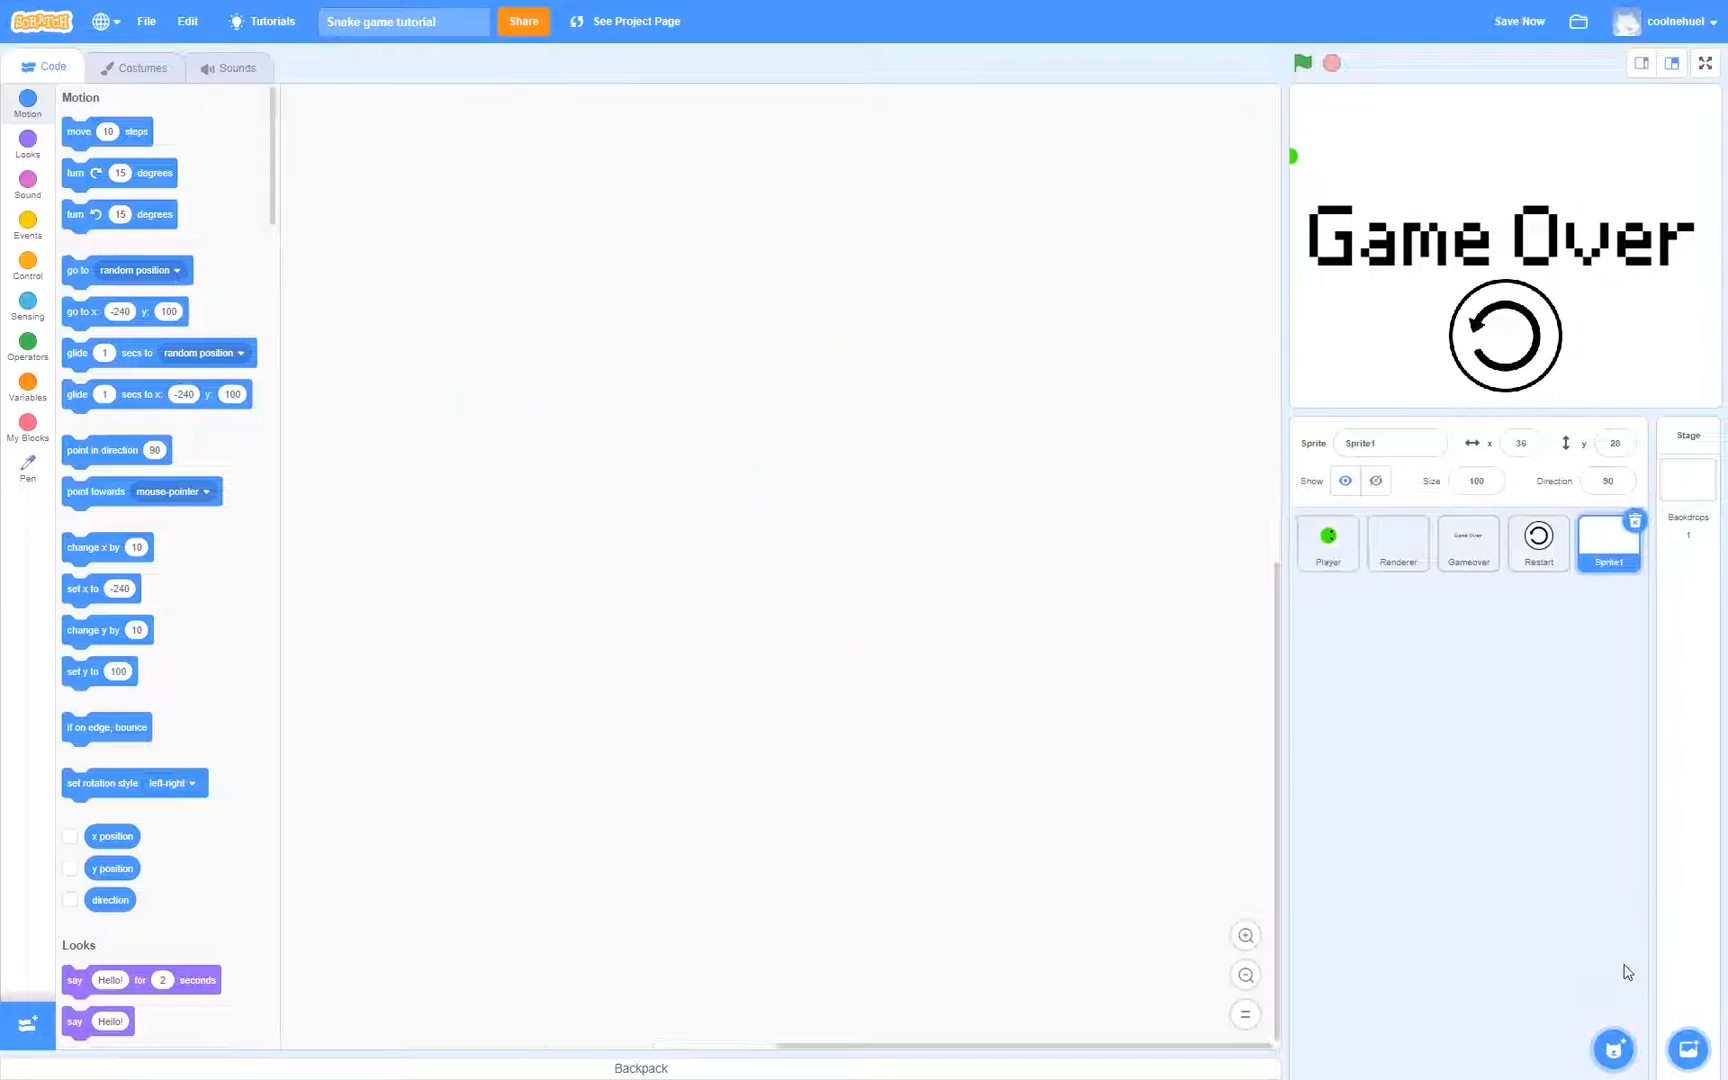 SCRATCH File Edit Tutorials Snake game tutorial Share See Project Page Save Now coolnehuel
Code Costumes Sounds
Motion
Looks
Sound
Events
Control
Sensing
Operators
Variables
My Blocks
Pen
Motion
move 10 steps
turn 15 degrees
turn 15 degrees
go to random position
go to x: -240 y: 100
glide 1 secs to random position
glide 1 secs to x: -240 y: 100
point in direction 90
point towards mouse-pointer
change x by 10
set x to -240
change y by 10
set y to 100
if on edge, bounce
set rotation style left-right
x position
y position
direction
Looks
say Hello! for 2 seconds
say Hello!
Backpack
Game Over
Sprite Sprite1 x 36 y 28
Show Size 100 Direction 90
Player Renderer Gameover Restart Sprite1
Game Over
Stage
Backdrops
1